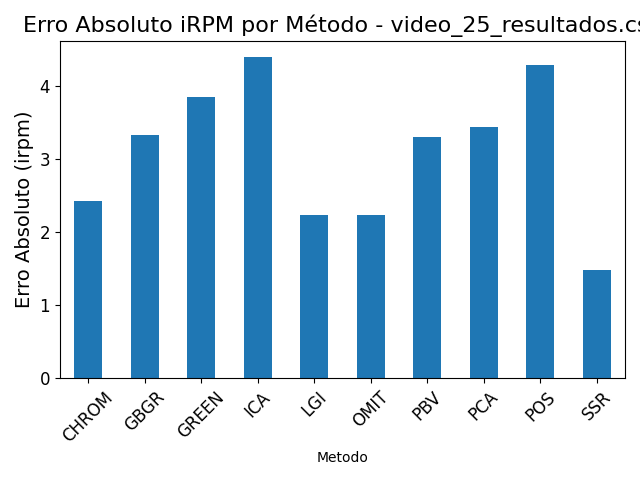 Erro Absoluto iRPM por Método - video_25_resultados.cs
Erro Absoluto (irpm)
4
3
2
1
0
CHROM
GBGR
GREEN
ICA
LGI
OMIT
PBV
PCA
POS
SSR
Metodo